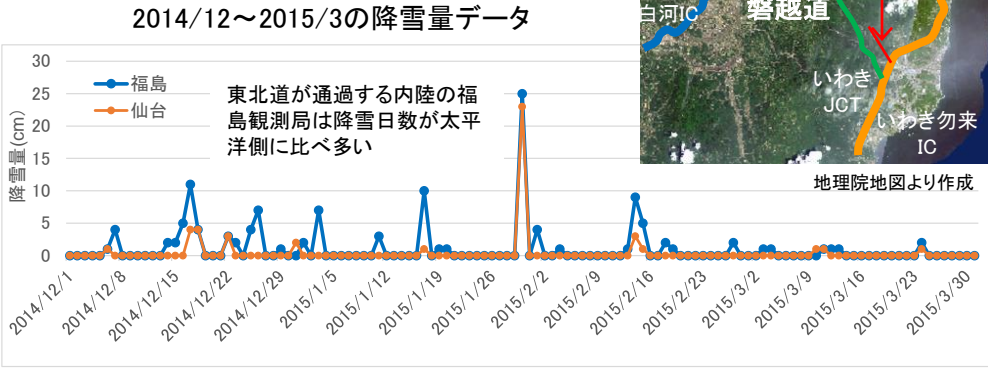 2014/12～2015/3の降雪量データ
白河IC
磐越道
いわき
JCT
いわき勿来
IC
地理院地図より作成
福島
仙台
東北道が通過する内陸の福
島観測局は降雪日数が太平
洋側に比べ多い
降雪量(cm)
30
25
20
15
10
5
0
2014/12/1
2014/12/8
2014/12/15
2014/12/22
2014/12/29
2015/1/5
2015/1/12
2015/1/19
2015/1/26
2015/2/2
2015/2/9
2015/2/16
2015/2/23
2015/3/2
2015/3/9
2015/3/16
2015/3/23
2015/3/30